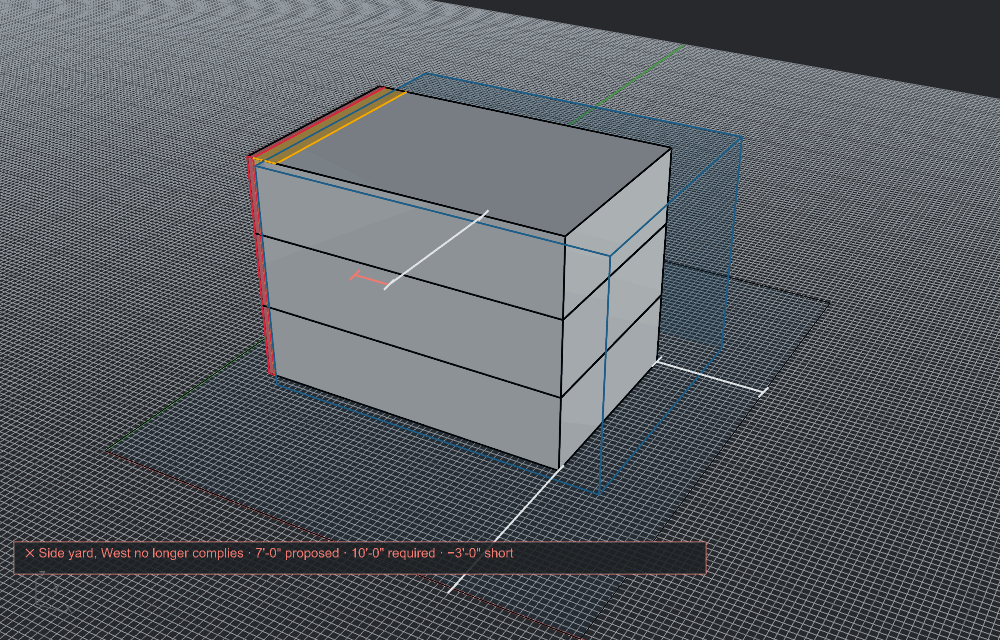 × Side yard, West no longer complies · 7'-0" proposed · 10'-0" required · −3'-0" short